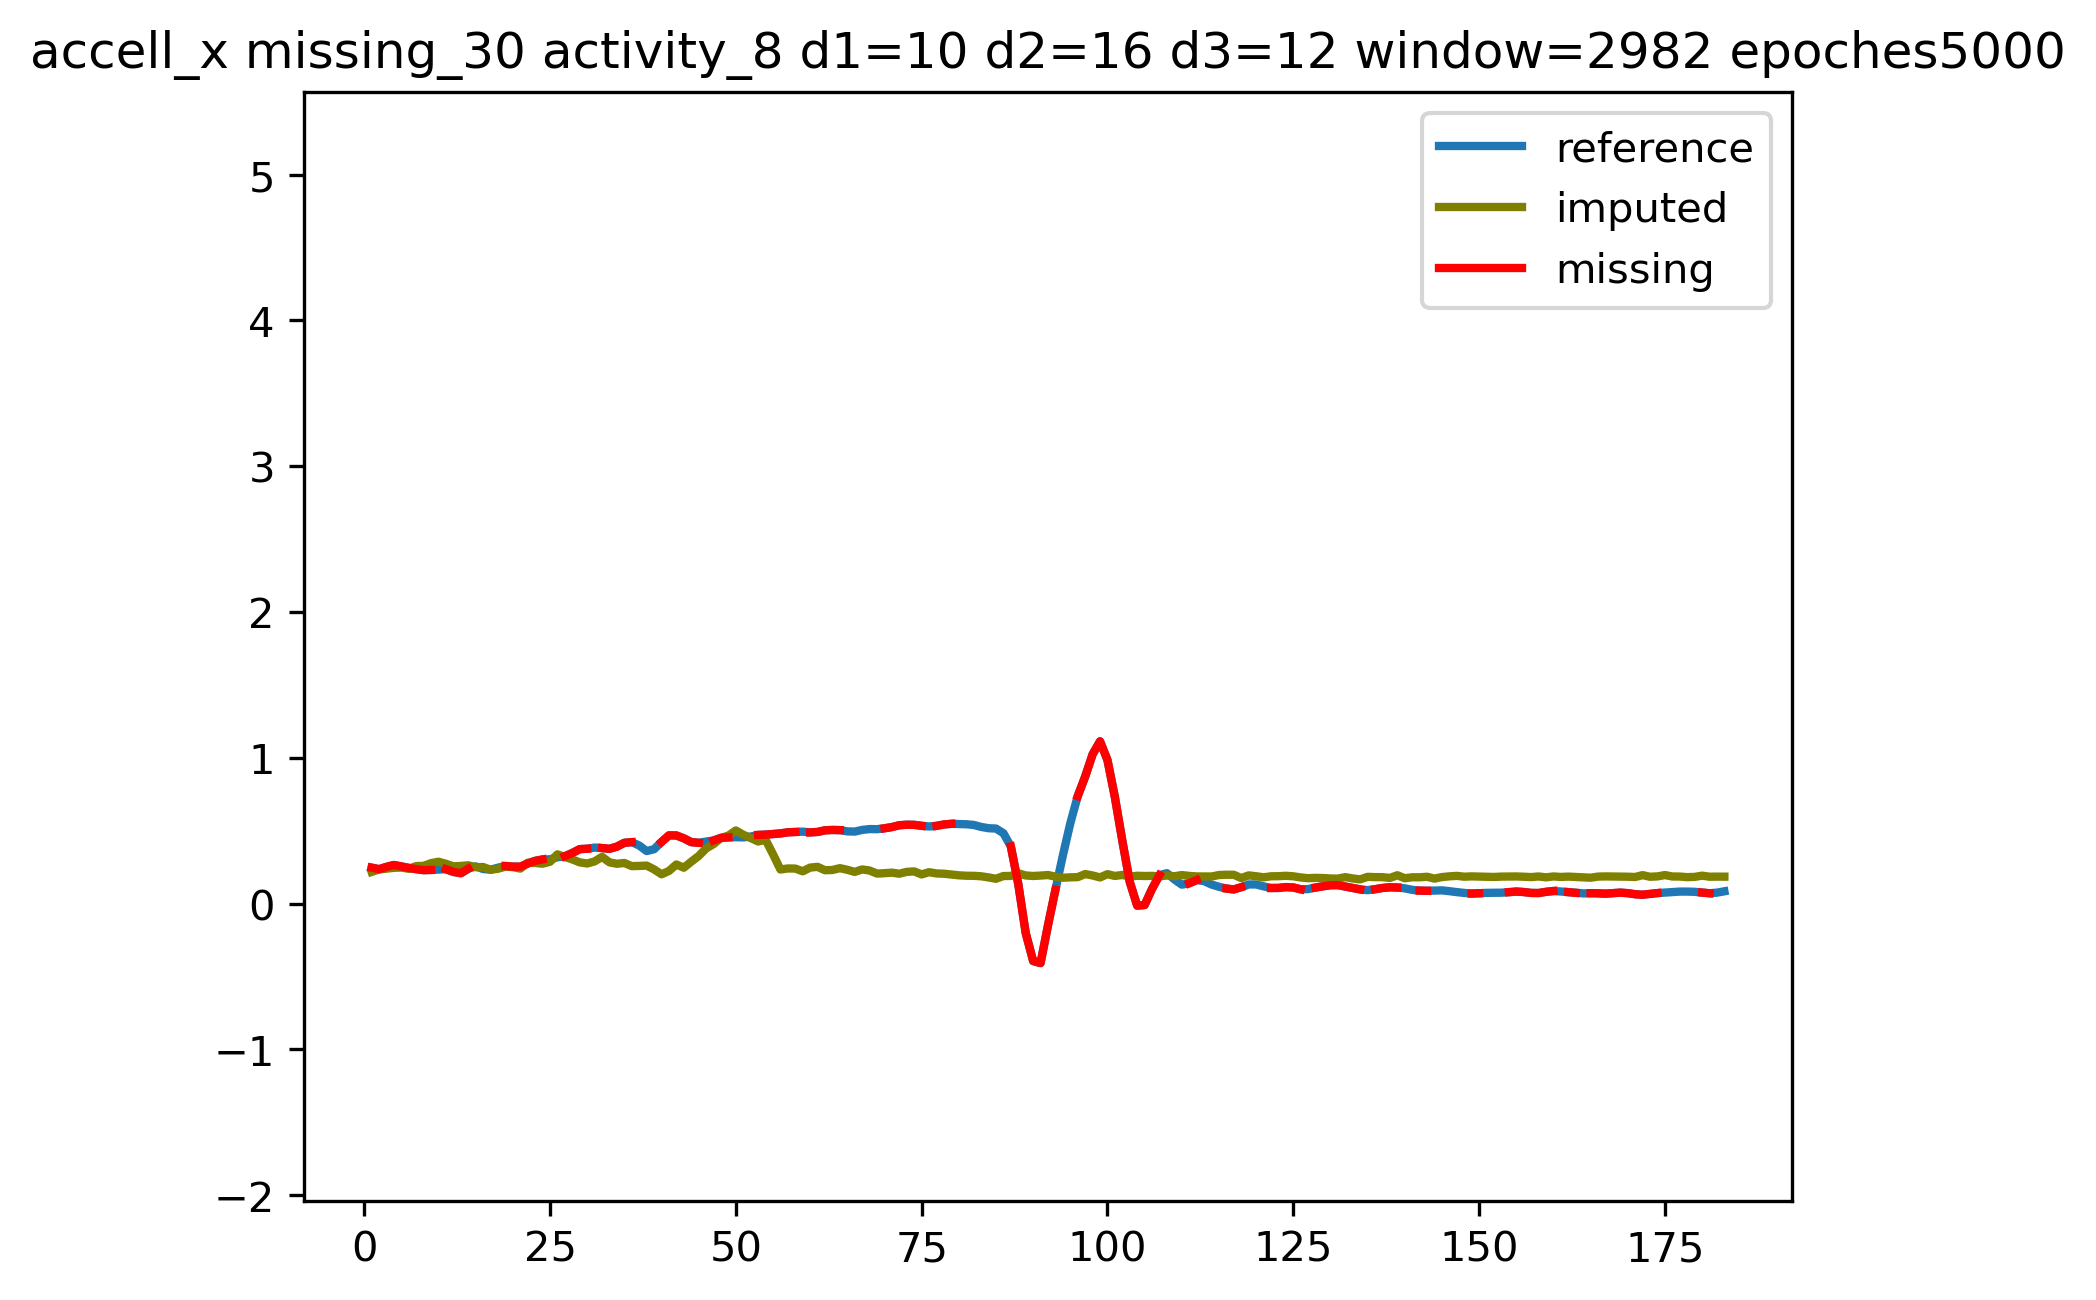 accell_x missing_30 activity_8 d1=10 d2=16 d3=12 window=2982 epoches5000
reference
imputed
missing
5
4
3
2
1
0
−1
−2
0 25 50 75 100 125 150 175